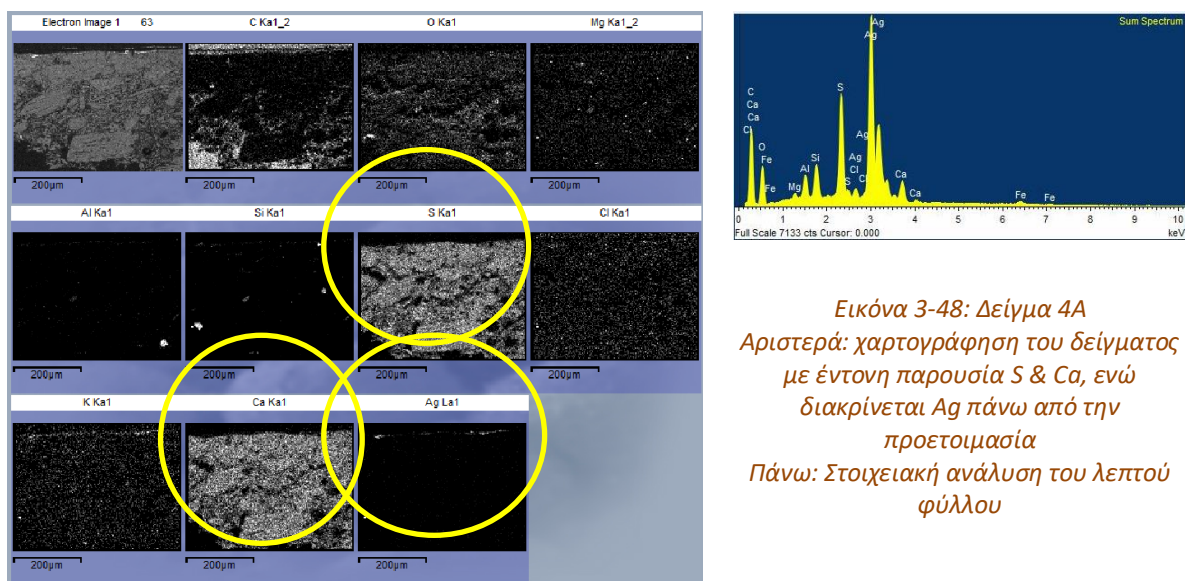 Electron Image 1 63 C Ka1_2 O Ka1 Mg Ka1_2
200µm 200µm 200µm 200µm
Al Ka1 Si Ka1 S Ka1 Cl Ka1
200µm 200µm 200µm 200µm
K Ka1 Ca Ka1 Ag La1
200µm 200µm 200µm
Sum Spectrum
Ag
Ag
S
C
Ca
Ca
Cl
O
Fe
Fe
Mg
Al
Si
S
Ag
Cl
Ag
Cl
Ca
Ca
Fe
Fe
0 1 2 3 4 5 6 7 8 9 10
Full Scale 7133 cts Cursor: 0.000 keV
Εικόνα 3-48: Δείγμα 4Α
Αριστερά: χαρτογράφηση του δείγματος
με έντονη παρουσία S & Ca, ενώ
διακρίνεται Ag πάνω από την
προετοιμασία
Πάνω: Στοιχειακή ανάλυση του λεπτού
φύλλου